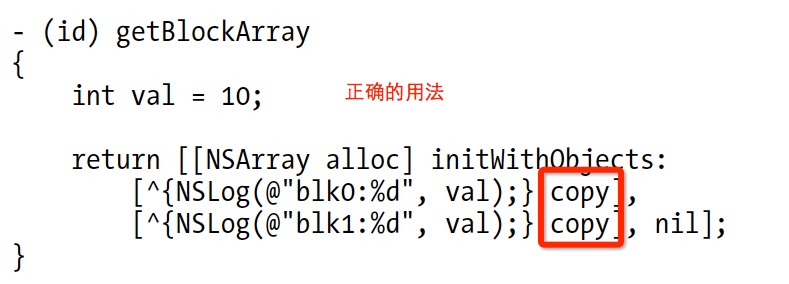 - (id) getBlockArray
{
int val = 10;
正确的用法
return [[NSArray alloc] initWithObjects:
[^{NSLog(@"blk0:%d", val);} copy],
[^{NSLog(@"blk1:%d", val);} copy], nil];
}